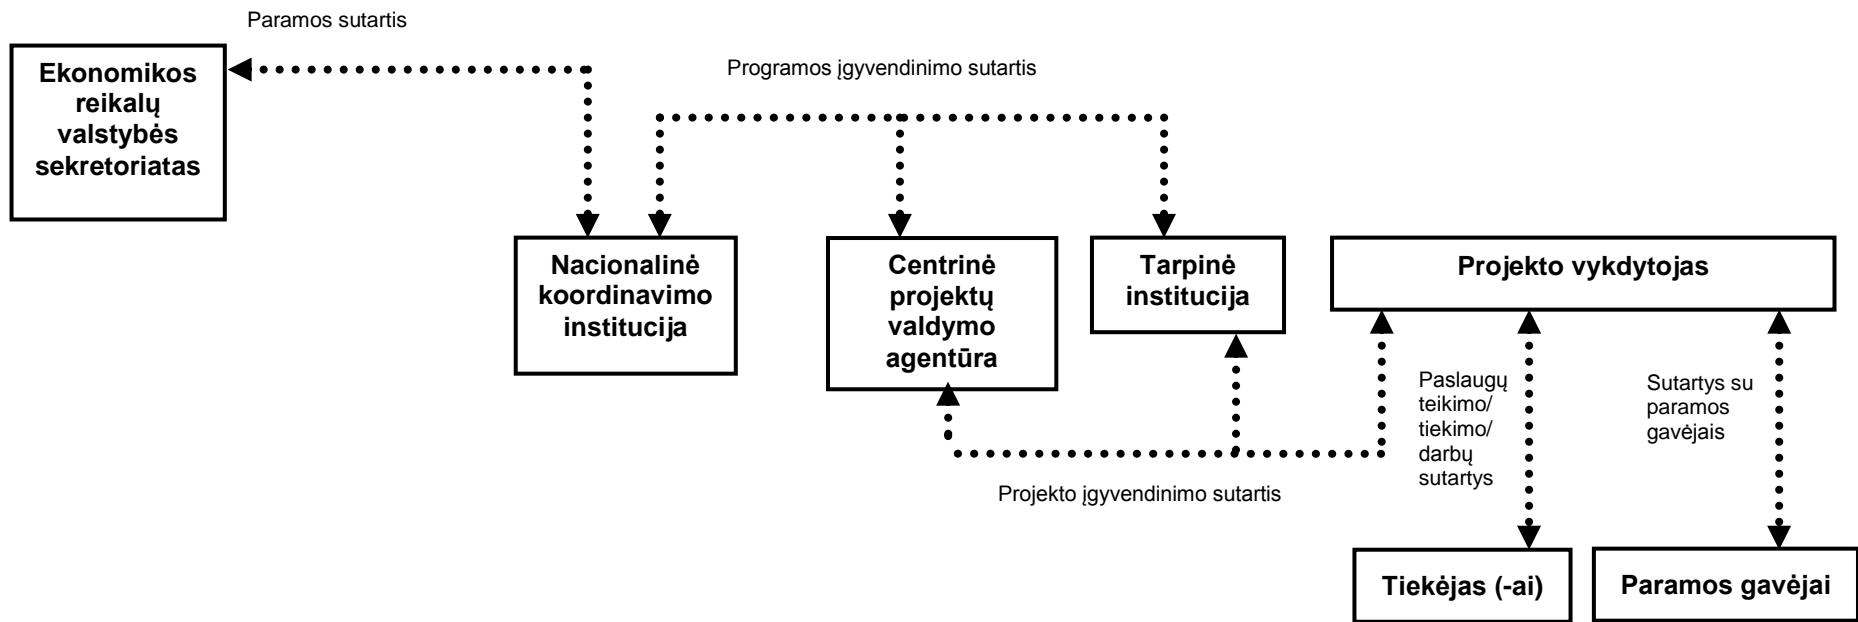 Paramos sutartis
Ekonomikos
reikalų
valstybės
sekretoriatas
Programos įgyvendinimo sutartis
Nacionalinė
koordinavimo
institucija
Centrinė
projektų
valdymo
agentūra
Tarpinė
institucija
Projekto vykdytojas
Paslaugų
teikimo/
tiekimo/
darbų
sutartys
Sutartys su
paramos
gavėjais
Projekto įgyvendinimo sutartis
Tiekėjas (-ai)
Paramos gavėjai